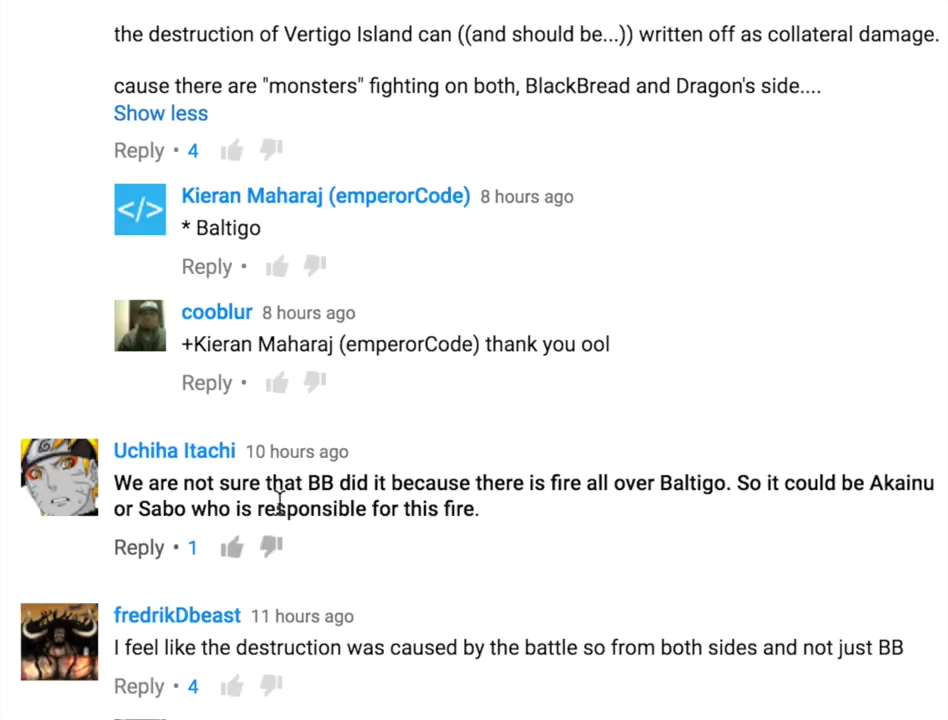 the destruction of Vertigo Island can ((and should be...)) written off as collateral damage.
cause there are "monsters" fighting on both, BlackBread and Dragon's side....
Show less
Reply • 4
</> Kieran Maharaj (emperorCode) 8 hours ago
* Baltigo
Reply •
cooblur 8 hours ago
+Kieran Maharaj (emperorCode) thank you ool
Reply •
Uchiha Itachi 10 hours ago
We are not sure that BB did it because there is fire all over Baltigo. So it could be Akainu
or Sabo who is responsible for this fire.
Reply • 1
fredrikDbeast 11 hours ago
I feel like the destruction was caused by the battle so from both sides and not just BB
Reply • 4